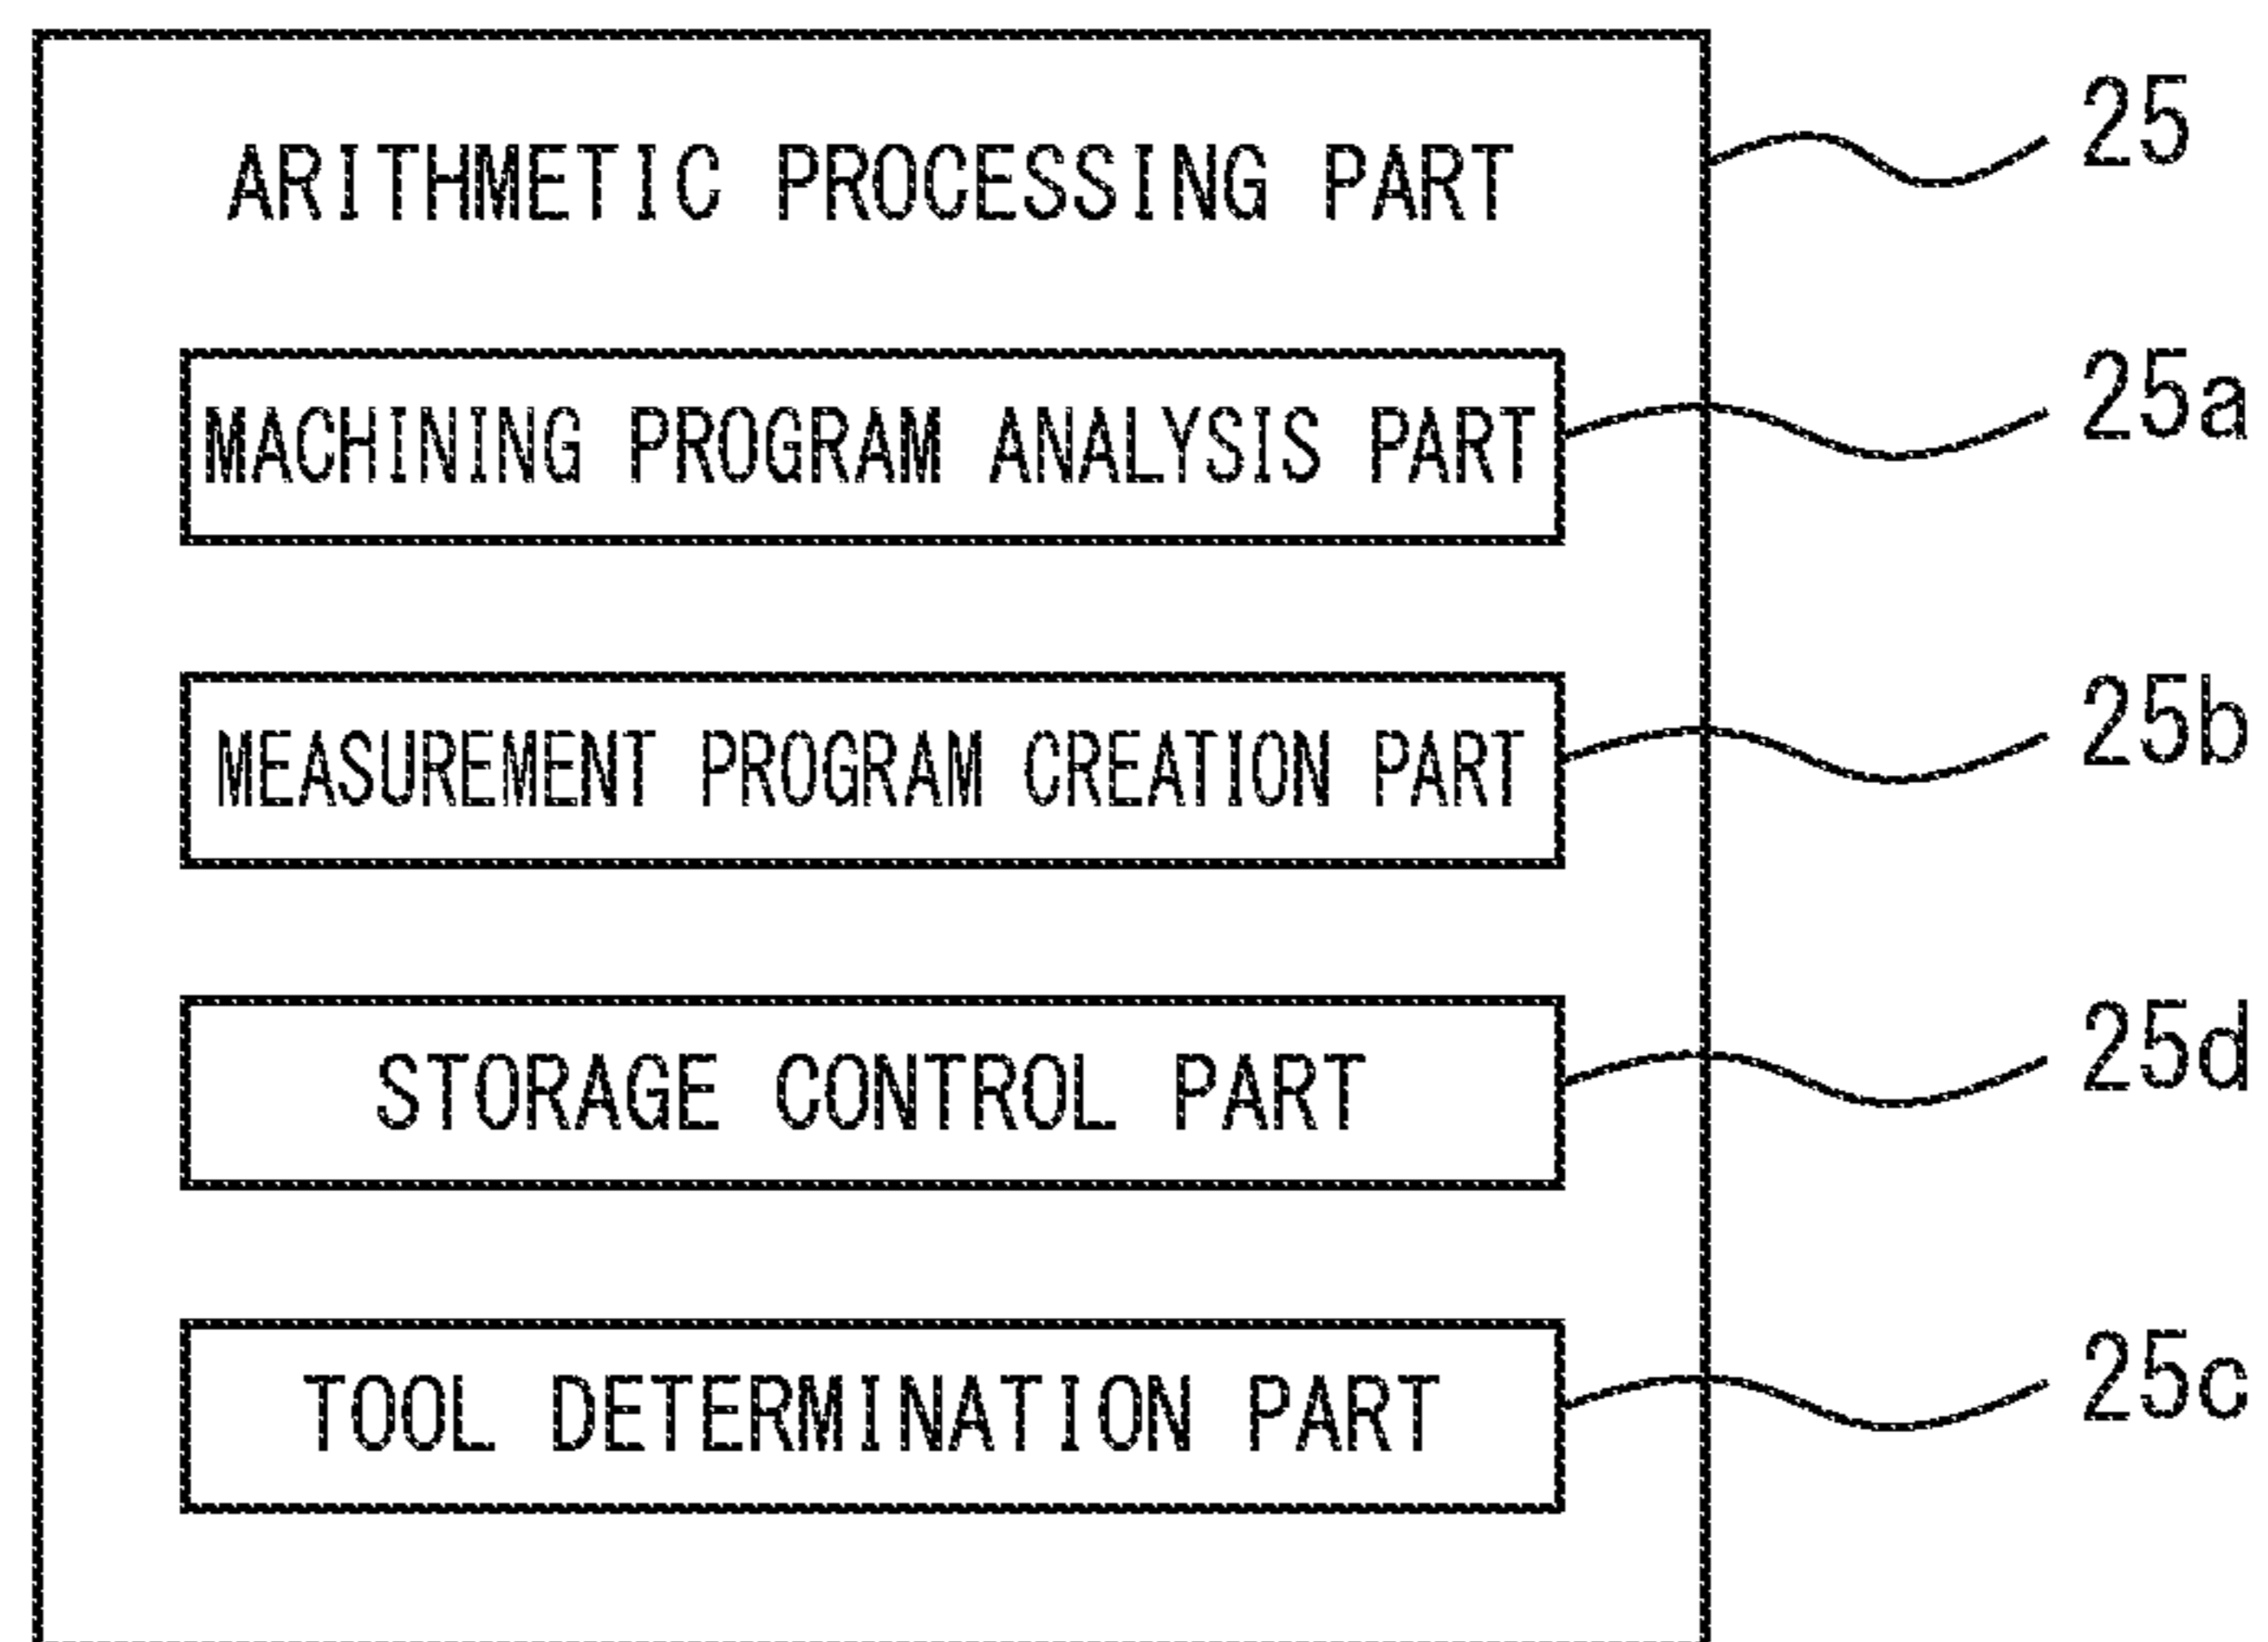 ARITHMETIC PROCESSING PART 25
MACHINING PROGRAM ANALYSIS PART 25a
MEASUREMENT PROGRAM CREATION PART 25b
STORAGE CONTROL PART 25d
TOOL DETERMINATION PART 25c